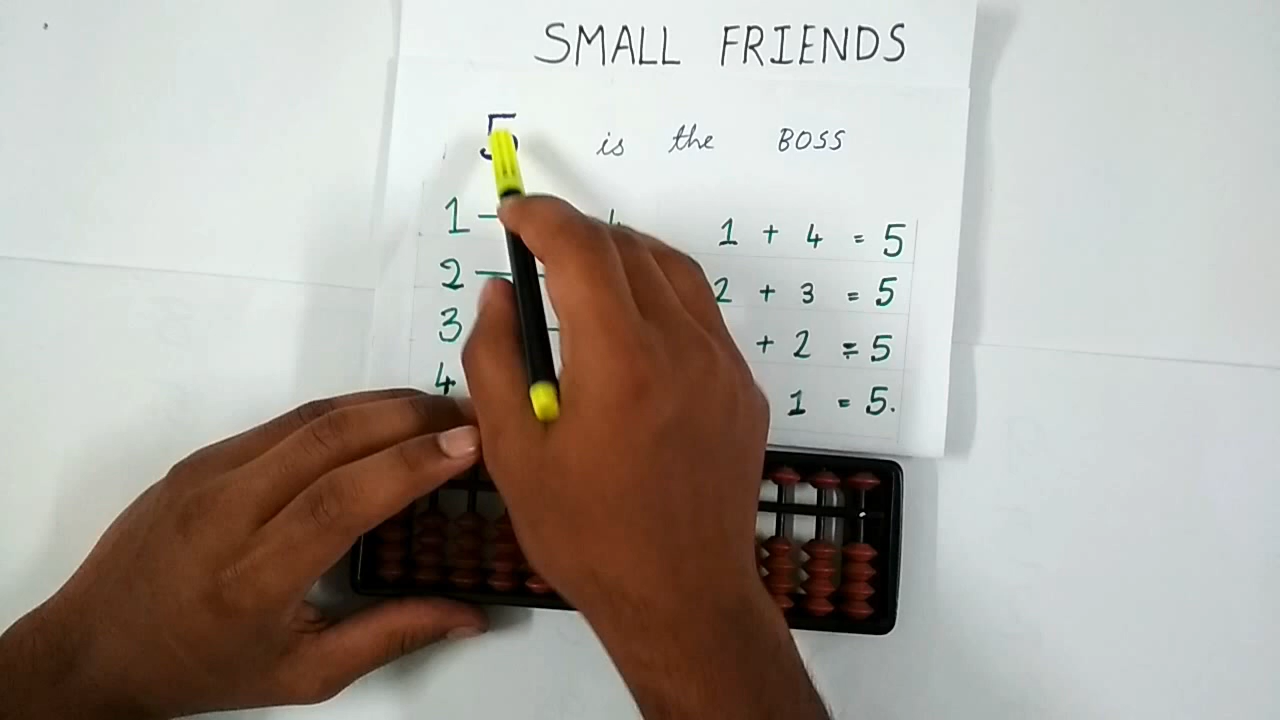 SMALL FRIENDS
5 is the BOSS
1 — 1 + 4 = 5
2 — 2 + 3 = 5
3 — + 2 = 5
4 1 = 5.